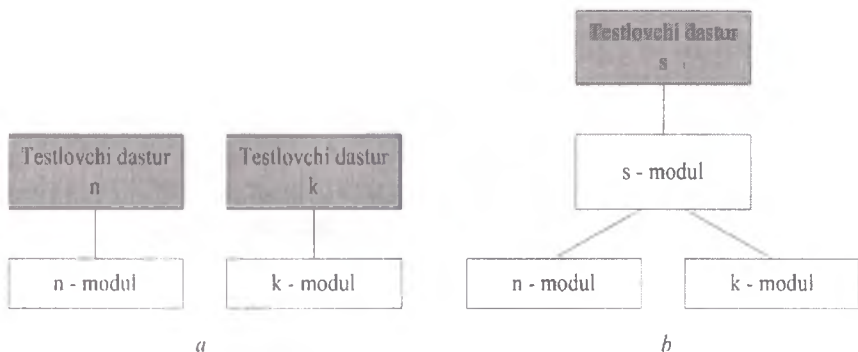 Testlovchi dastur
s
Testlovchi dastur
n
Testlovchi dastur
k
s - modul
n - modul
k - modul
n - modul
k - modul
a
b